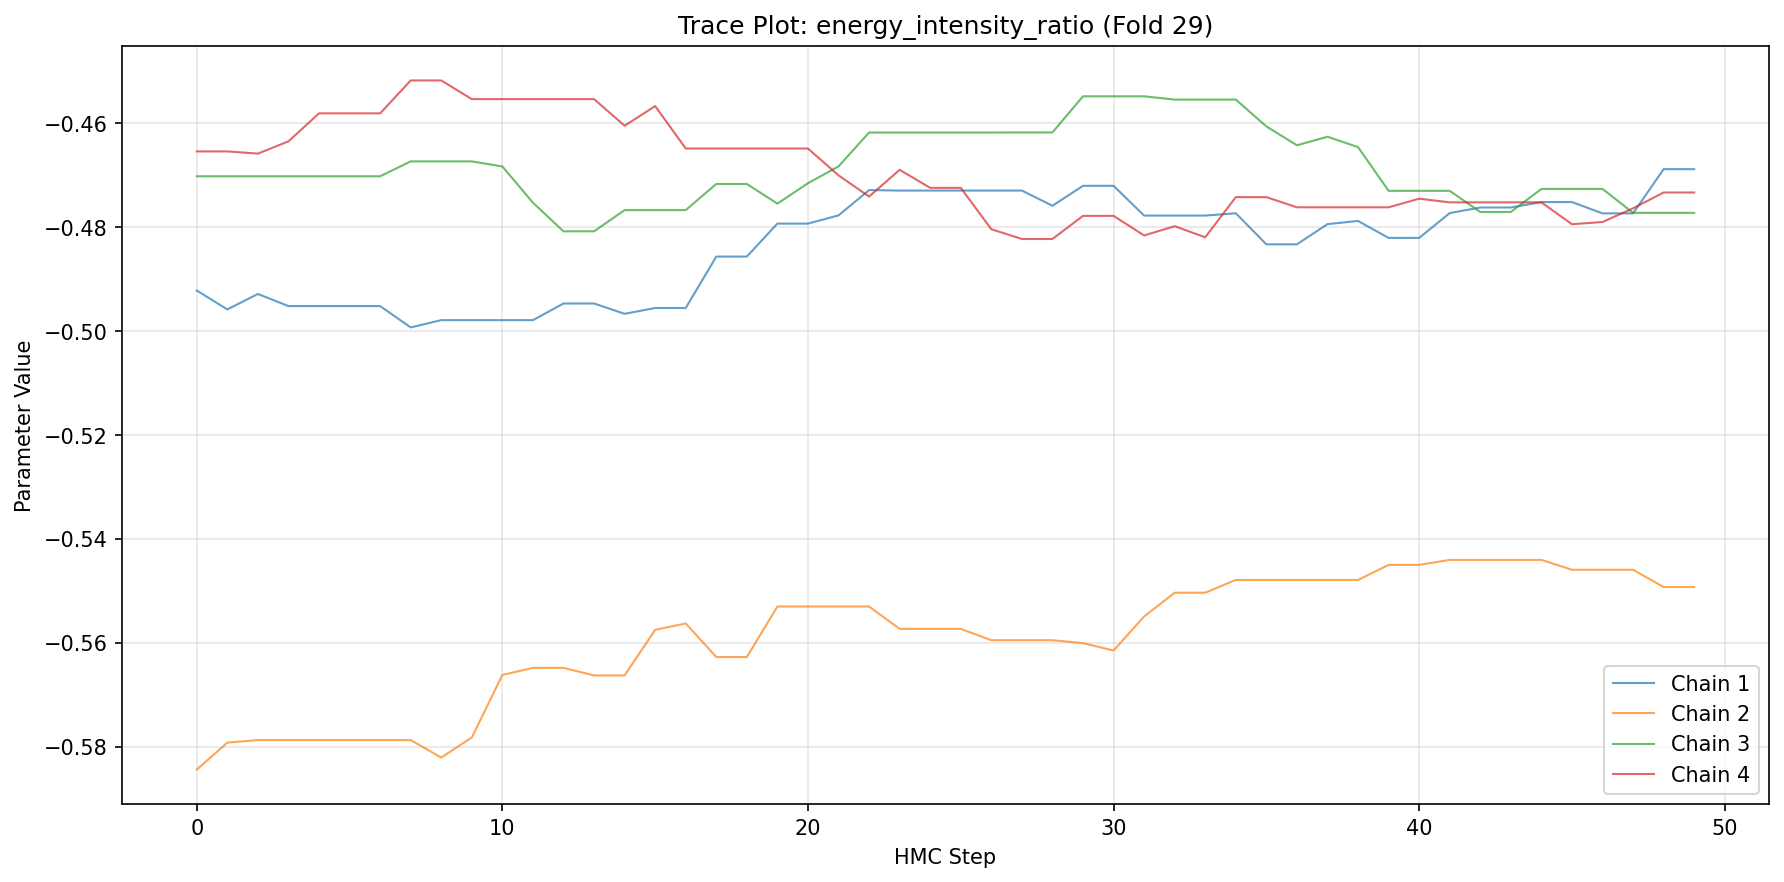 Trace Plot: energy_intensity_ratio (Fold 29)
Parameter Value
−0.46
−0.48
−0.50
−0.52
−0.54
−0.56
−0.58
0 10 20 30 40 50
HMC Step
Chain 1
Chain 2
Chain 3
Chain 4